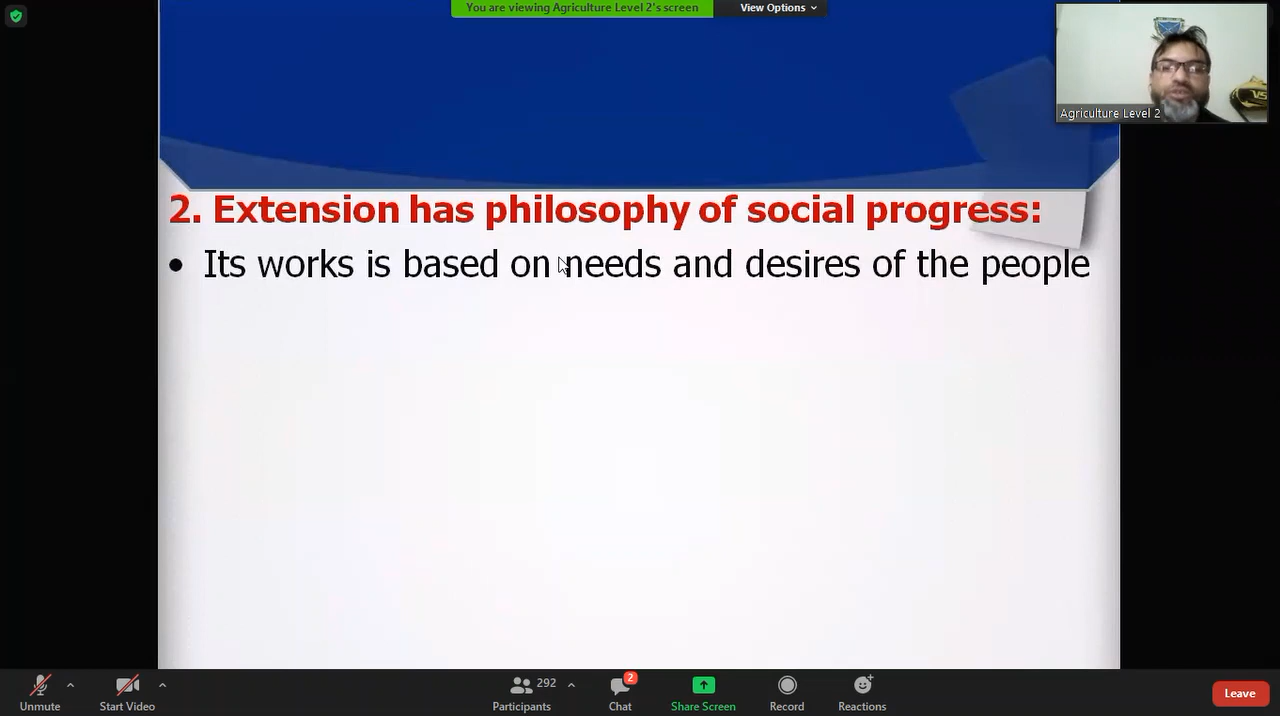 You are viewing Agriculture Level 2's screen
View Options
Agriculture Level 2
2. Extension has philosophy of social progress:
• Its works is based on needs and desires of the people
Unmute
Start Video
292
Participants
2
Chat
Share Screen
Record
Reactions
Leave